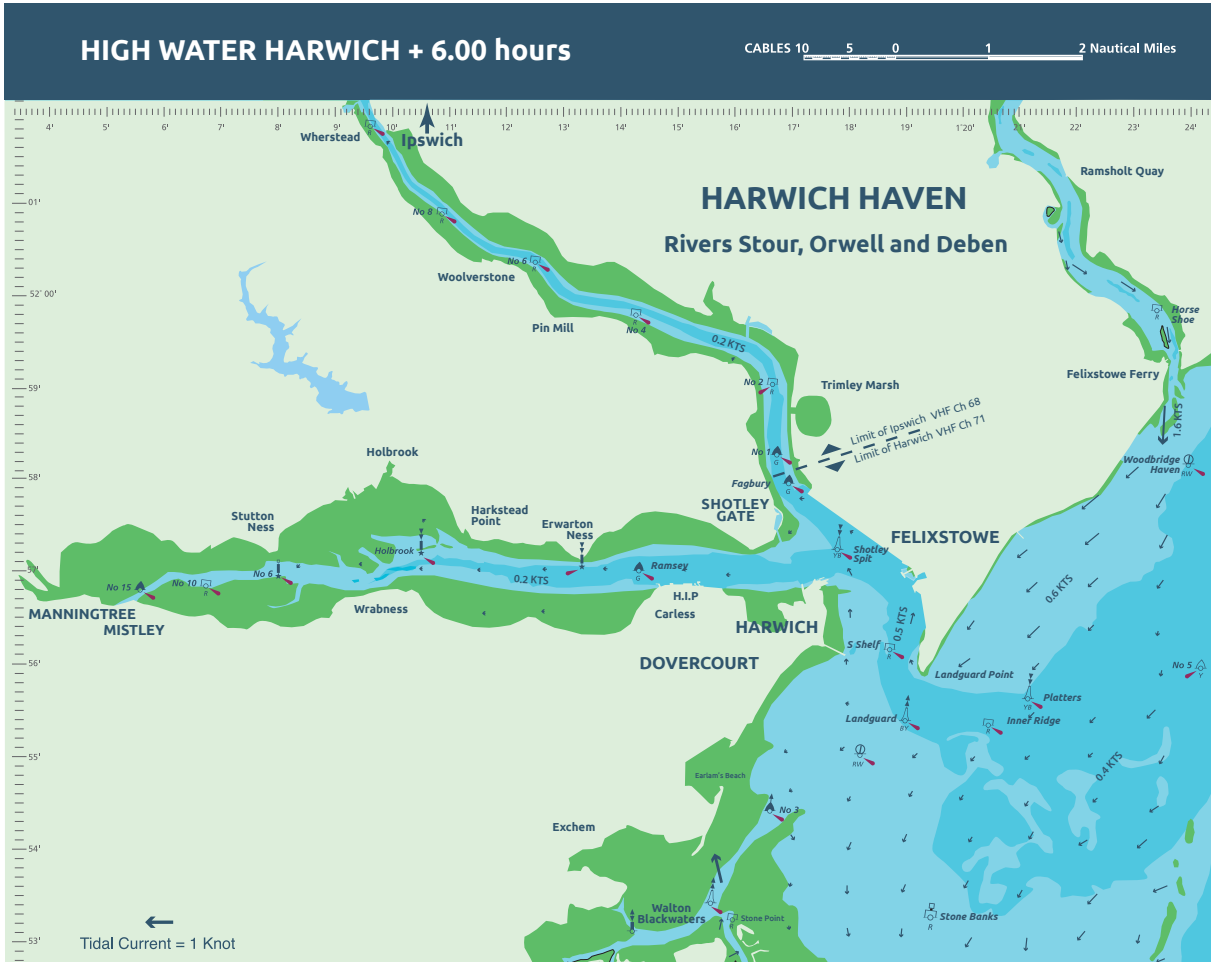 HIGH WATER HARWICH + 6.00 hours
CABLES 10 5 0 1 2 Nautical Miles
4' 5' 6' 7' 8' 9' 10' 11' 12' 13' 14' 15' 16' 17' 18' 19' 1°20' 21' 22' 23' 24'
Wherstead
R
Ipswich
Ramsholt Quay
HARWICH HAVEN
01'
No 8
R
Rivers Stour, Orwell and Deben
No 6
R
Woolverstone
52° 00'
R
Horse
Shoe
R
No 4
Pin Mill
0.2 KTS
Felixstowe Ferry
59'
No 2
R
Trimley Marsh
1.6 KTS
Limit of Ipswich VHF Ch 68
Limit of Harwich VHF Ch 71
No 1
G
Holbrook
Woodbridge
Haven
RW
58'
Fagbury
G
SHOTLEY
GATE
Stutton
Ness
Harkstead
Point
Erwarton
Ness
FELIXSTOWE
Holbrook
Shotley
Spit
YB
57'
No 15
No 10
R
No 6
0.2 KTS
Ramsey
G
0.6 KTS
MANNINGTREE
MISTLEY
Wrabness
H.I.P
Carless
HARWICH
0.5 KTS
S Shelf
R
56'
DOVERCOURT
Landguard Point
No 5
Y
Platters
YB
Landguard
BY
Inner Ridge
R
55'
RW
Earlam's Beach
0.4 KTS
No 3
Exchem
54'
Walton
Blackwaters
Stone Point
R
Stone Banks
R
53'
Tidal Current = 1 Knot